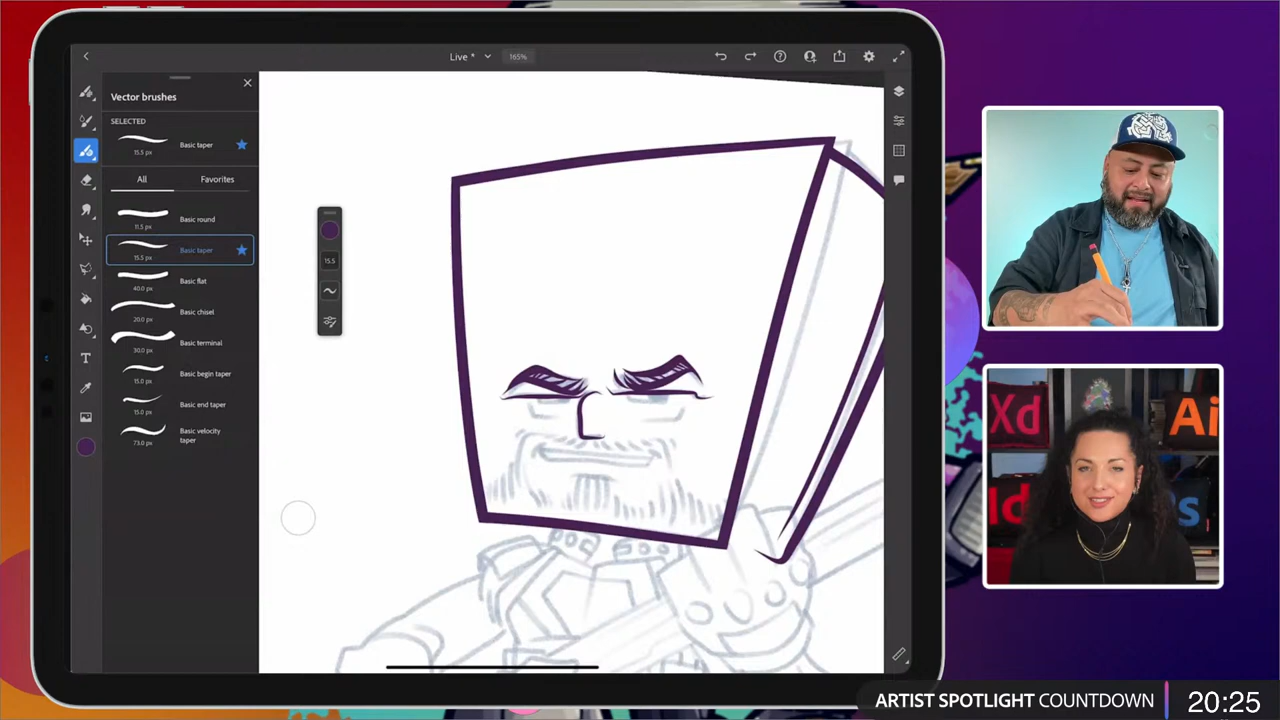 Live *
165%
Vector brushes
SELECTED
Basic taper
15.5 px
All
Favorites
Basic round
11.5 px
Basic taper
15.5 px
Basic flat
40.0 px
Basic chisel
20.0 px
Basic terminal
30.0 px
Basic begin taper
15.0 px
Basic end taper
15.0 px
Basic velocity
taper
73.0 px
15.5
T
Xd
Ai
Id
Ps
ARTIST SPOTLIGHT COUNTDOWN
20:25